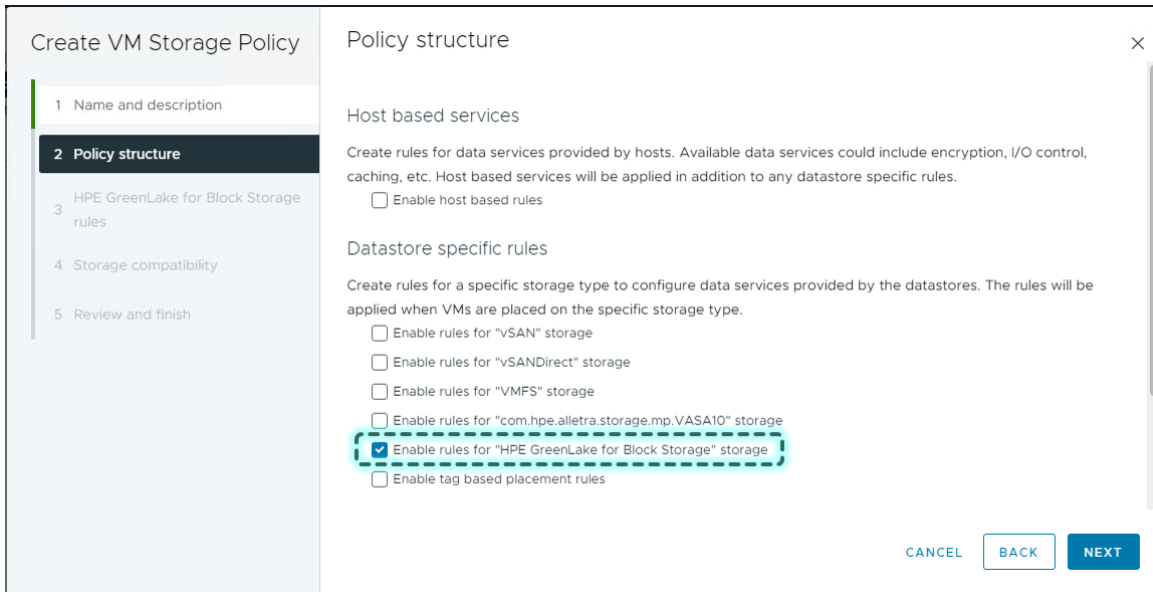 Create VM Storage Policy
1 Name and description
2 Policy structure
3 HPE GreenLake for Block Storage
rules
4 Storage compatibility
5 Review and finish
Policy structure
Host based services
Create rules for data services provided by hosts. Available data services could include encryption, I/O control,
caching, etc. Host based services will be applied in addition to any datastore specific rules.
Enable host based rules
Datastore specific rules
Create rules for a specific storage type to configure data services provided by the datastores. The rules will be
applied when VMs are placed on the specific storage type.
Enable rules for "vSAN" storage
Enable rules for "vSANDirect" storage
Enable rules for "VMFS" storage
Enable rules for "com.hpe.alletra.storage.mp.VASA10" storage
Enable rules for "HPE GreenLake for Block Storage" storage
Enable tag based placement rules
CANCEL BACK NEXT